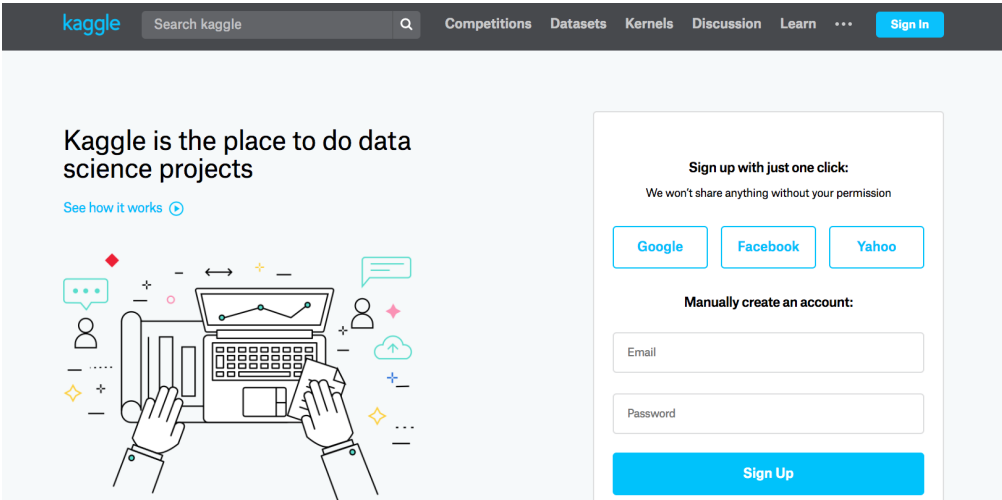 kaggle
Search kaggle
Competitions Datasets Kernels Discussion Learn ••• Sign In
Kaggle is the place to do data
science projects
See how it works
Sign up with just one click:
We won't share anything without your permission
Google Facebook Yahoo
Manually create an account:
Email
Password
Sign Up